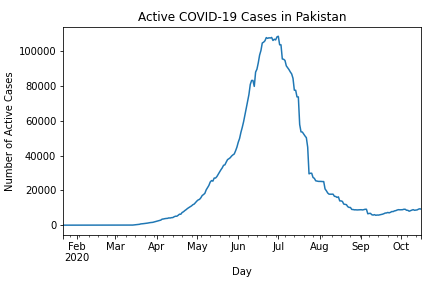 Active COVID-19 Cases in Pakistan
Number of Active Cases
100000
80000
60000
40000
20000
0
Feb Mar Apr May Jun Jul Aug Sep Oct
2020
Day